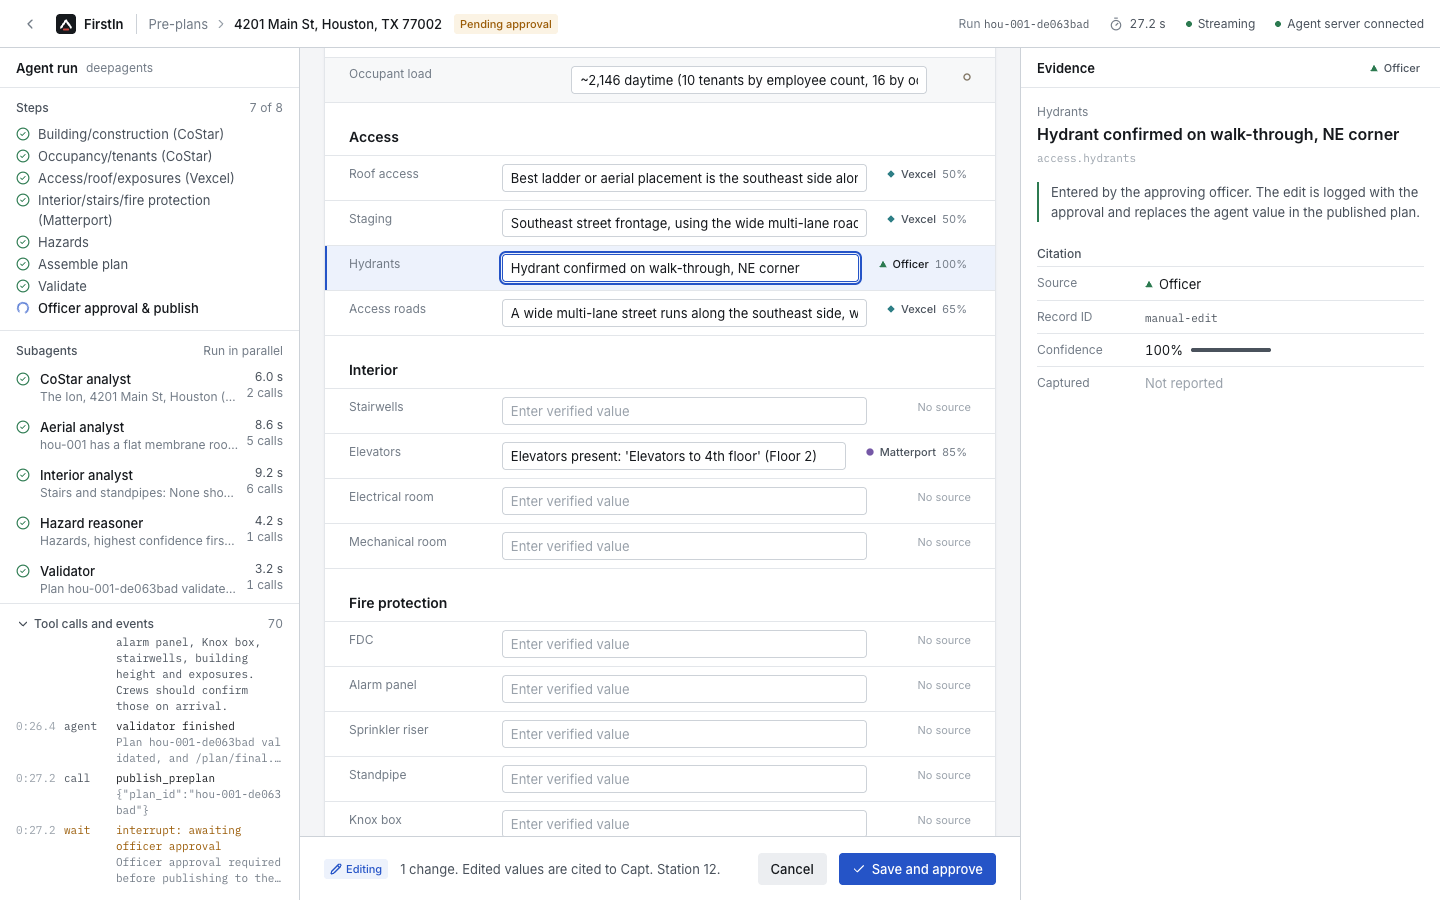 FirstIn
Pre-plans
4201 Main St, Houston, TX 77002
Pending approval
Run hou-001-de063bad
27.2 s
Streaming
Agent server connected
Agent run deepagents
Steps 7 of 8
Building/construction (CoStar)
Occupancy/tenants (CoStar)
Access/roof/exposures (Vexcel)
Interior/stairs/fire protection
(Matterport)
Hazards
Assemble plan
Validate
Officer approval & publish
Subagents Run in parallel
CoStar analyst 6.0 s
The Ion, 4201 Main St, Houston (... 2 calls
Aerial analyst 8.6 s
hou-001 has a flat membrane roo... 5 calls
Interior analyst 9.2 s
Stairs and standpipes: None sho... 6 calls
Hazard reasoner 4.2 s
Hazards, highest confidence firs... 1 calls
Validator 3.2 s
Plan hou-001-de063bad validate... 1 calls
Tool calls and events 70
alarm panel, Knox box,
stairwells, building
height and exposures.
Crews should confirm
those on arrival.
0:26.4 agent validator finished
Plan hou-001-de063bad val
idated, and /plan/final.…
0:27.2 call publish_preplan
{"plan_id":"hou-001-de063
bad"}
0:27.2 wait interrupt: awaiting
officer approval
Officer approval required
before publishing to the…
Occupant load ~2,146 daytime (10 tenants by employee count, 16 by oc
Access
Roof access Best ladder or aerial placement is the southeast side alon Vexcel 50%
Staging Southeast street frontage, using the wide multi-lane road Vexcel 50%
Hydrants Hydrant confirmed on walk-through, NE corner Officer 100%
Access roads A wide multi-lane street runs along the southeast side, w Vexcel 65%
Interior
Stairwells Enter verified value No source
Elevators Elevators present: 'Elevators to 4th floor' (Floor 2) Matterport 85%
Electrical room Enter verified value No source
Mechanical room Enter verified value No source
Fire protection
FDC Enter verified value No source
Alarm panel Enter verified value No source
Sprinkler riser Enter verified value No source
Standpipe Enter verified value No source
Knox box Enter verified value No source
Editing 1 change. Edited values are cited to Capt. Station 12. Cancel Save and approve
Evidence Officer
Hydrants
Hydrant confirmed on walk-through, NE corner
access.hydrants
Entered by the approving officer. The edit is logged with the
approval and replaces the agent value in the published plan.
Citation
Source Officer
Record ID manual-edit
Confidence 100%
Captured Not reported